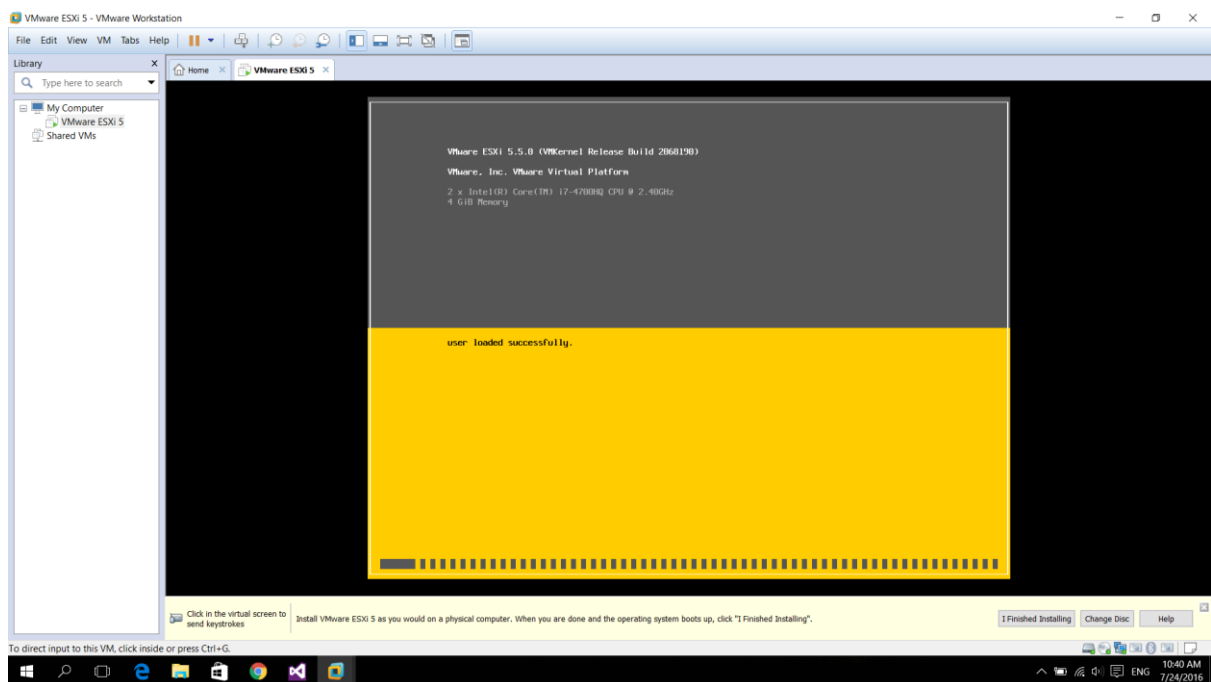 VMware ESXi 5 - VMware Workstation
File Edit View VM Tabs Help
Library X
Type here to search
My Computer
VMware ESXi 5
Shared VMs
Home × VMware ESXi 5 ×
VMware ESXi 5.5.0 (VMKernel Release Build 2068190)
VMware, Inc. VMware Virtual Platform
2 x Intel(R) Core(TM) i7-4700HQ CPU @ 2.40GHz
4 GiB Memory
user loaded successfully.
Click in the virtual screen to
send keystrokes
Install VMware ESXi 5 as you would on a physical computer. When you are done and the operating system boots up, click "I Finished Installing".
I Finished Installing Change Disc Help
To direct input to this VM, click inside or press Ctrl+G.
ENG
10:40 AM
7/24/2016